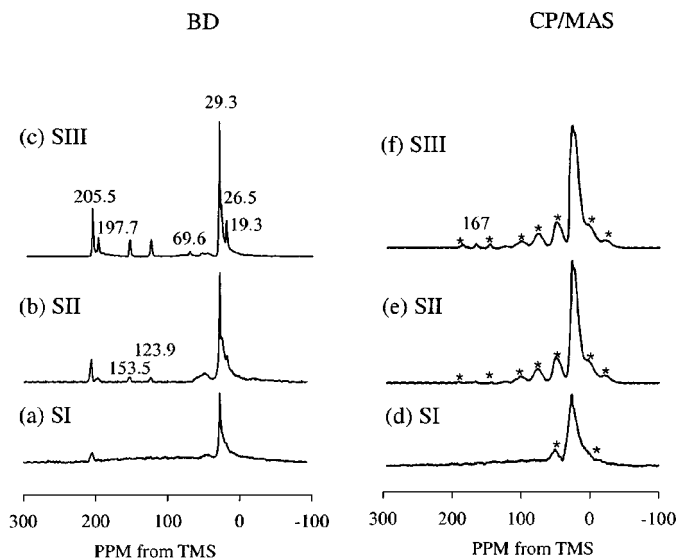 BD
CP/MAS
29.3
(c) SIII
(f) SIII
205.5
26.5
197.7
19.3
69.6
167
* * * * * * *
(b) SII
(e) SII
123.9
153.5
* * * * * * *
(a) SI
(d) SI
* *
300 200 100 0 -100
300 200 100 0 -100
PPM from TMS
PPM from TMS